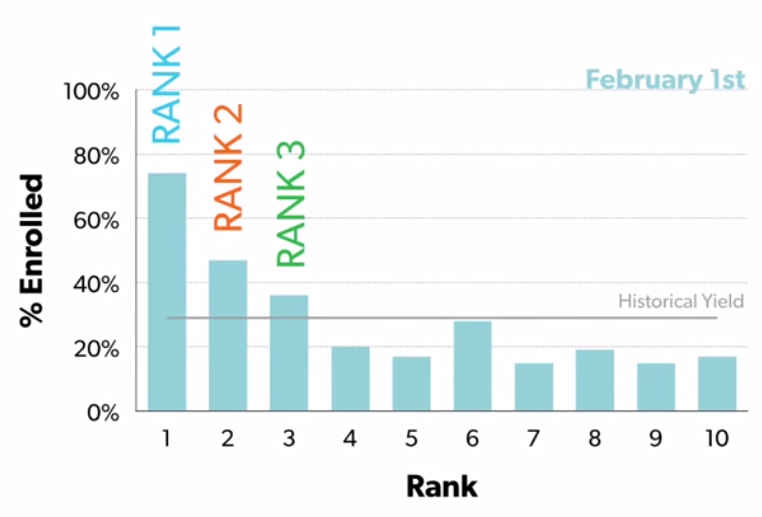 February 1st
RANK 1
RANK 2
RANK 3
100%
80%
60%
40%
20%
0%
% Enrolled
Historical Yield
1 2 3 4 5 6 7 8 9 10
Rank